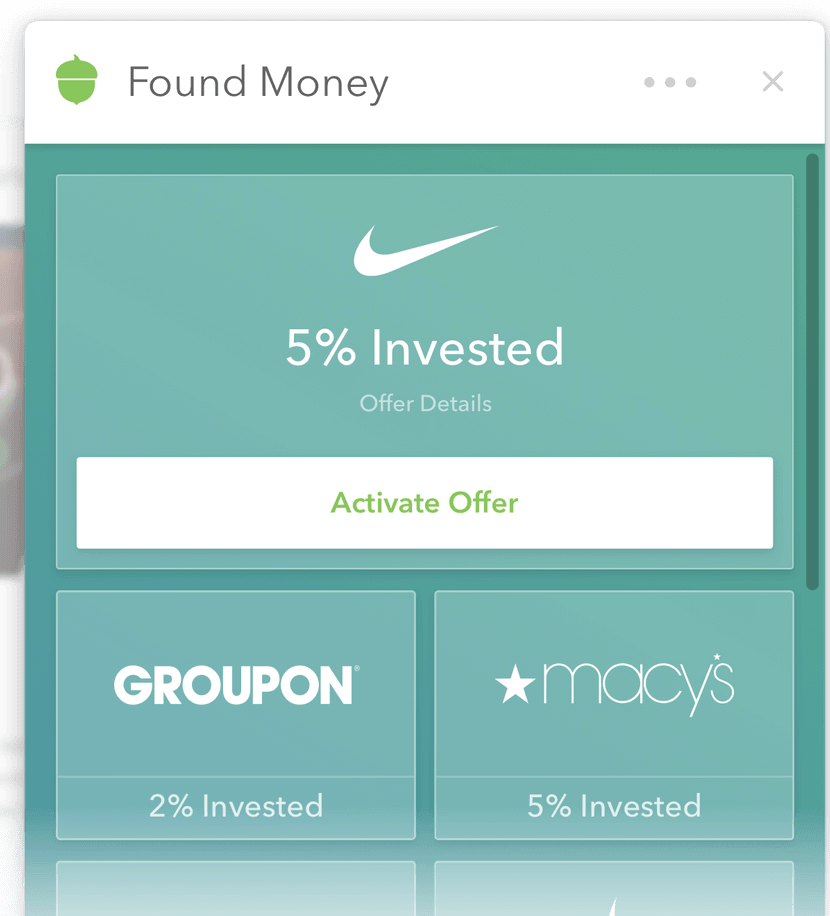 Found Money
5% Invested
Offer Details
Activate Offer
GROUPON®
macy's
2% Invested
5% Invested